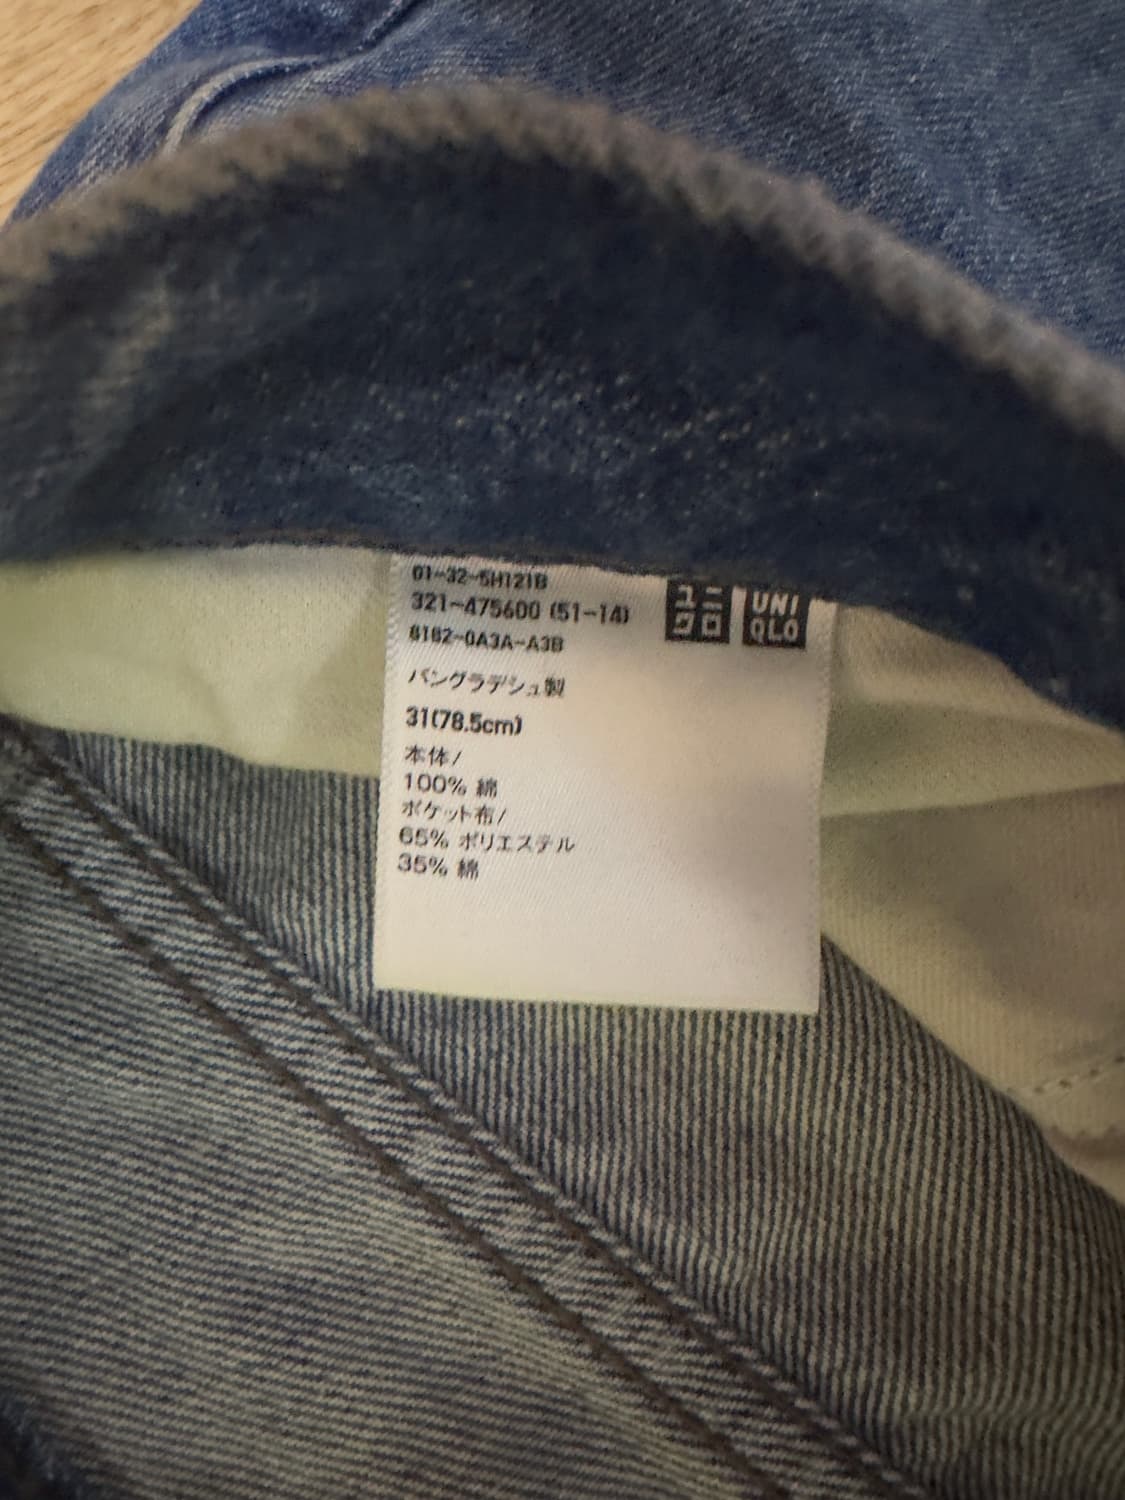 01-32-5H121B
321-475600 (51-14)
8182-0A3A-A3B
ユニ
クロ
UNI
QLO
バングラデシュ製
31(78.5cm)
本体/
100% 綿
ポケット布/
65% ポリエステル
35% 綿